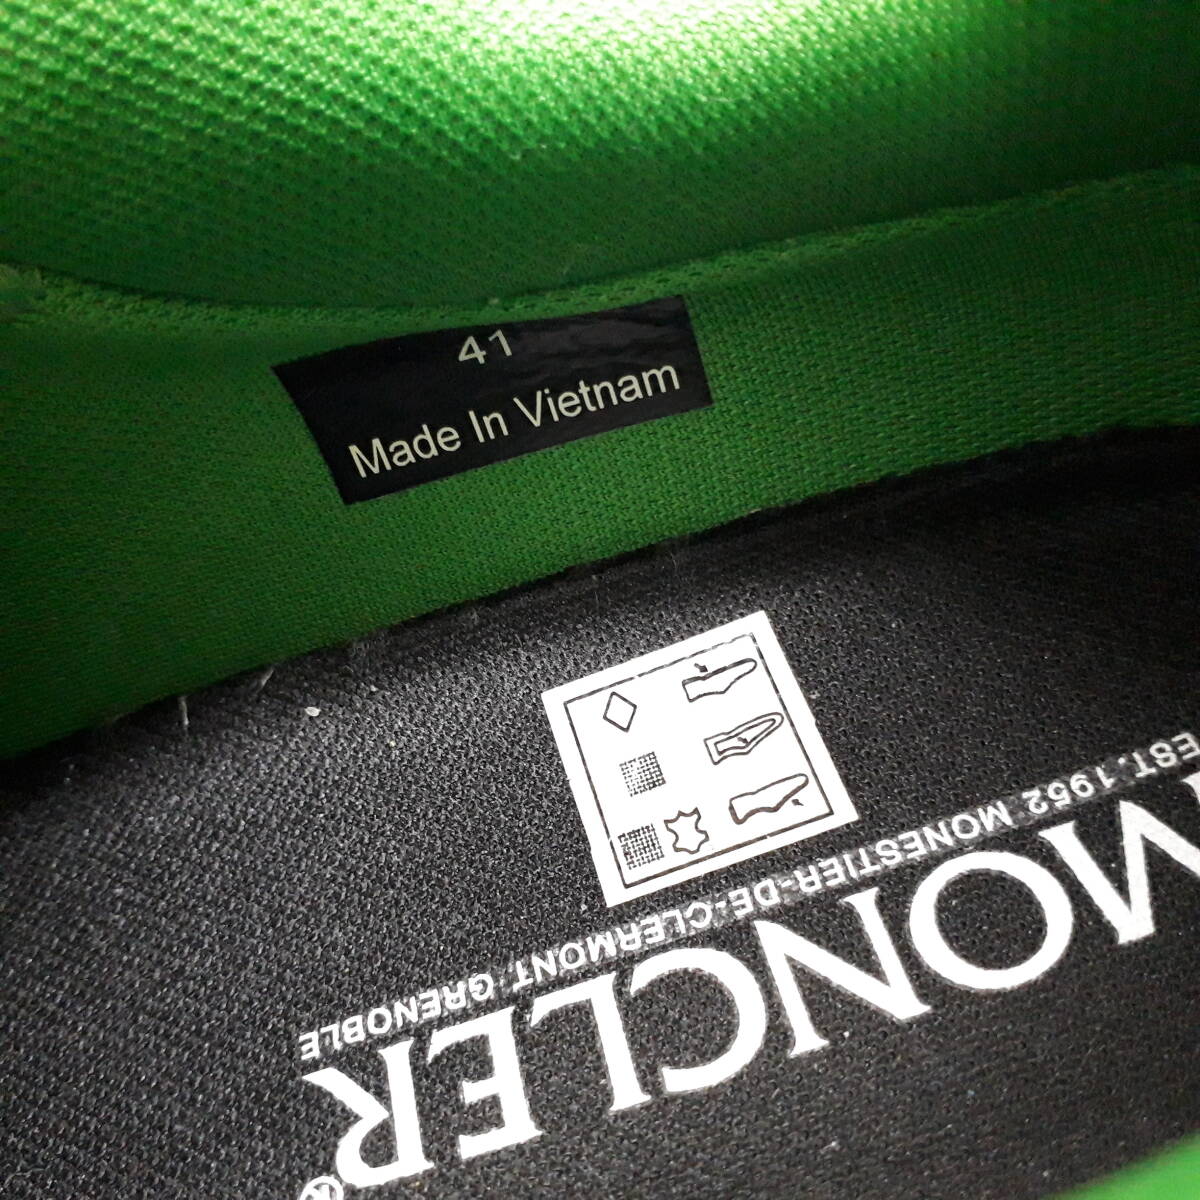 41
Made In Vietnam
MONCLER®
EST. 1952 MONESTIER-DE-CLERMONT. GRENOBLE